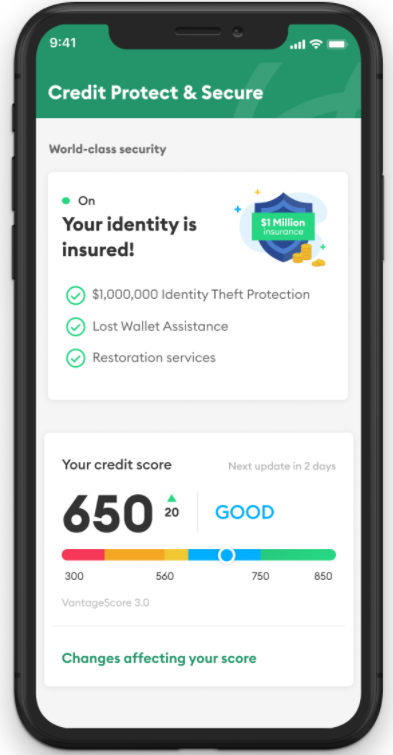 9:41
Credit Protect & Secure
World-class security
On
Your identity is
insured!
$1 Million
insurance
$1,000,000 Identity Theft Protection
Lost Wallet Assistance
Restoration services
Your credit score
Next update in 2 days
650
20
GOOD
300 560 750 850
VantageScore 3.0
Changes affecting your score